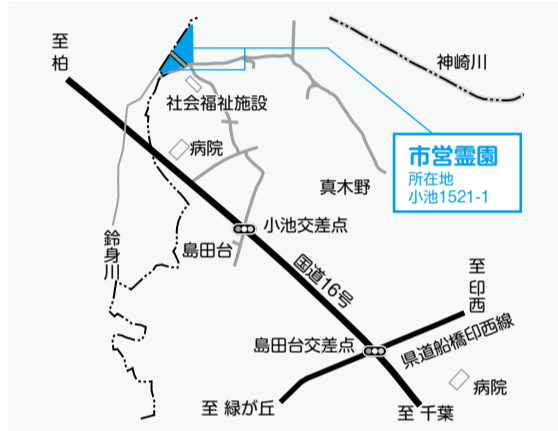 至
柏
神崎川
社会福祉施設
病院
市営霊園
所在地
小池1521-1
真木野
小池交差点
鈴身川
島田台
国道16号
至
印西
島田台交差点
県道船橋印西線
病院
至 緑が丘
至 千葉